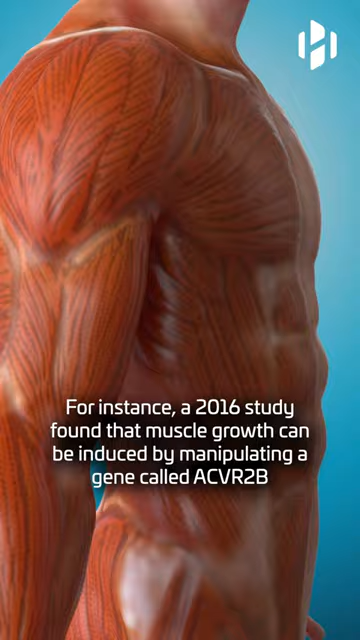 For instance, a 2016 study
found that muscle growth can
be induced by manipulating a
gene called ACVR2B